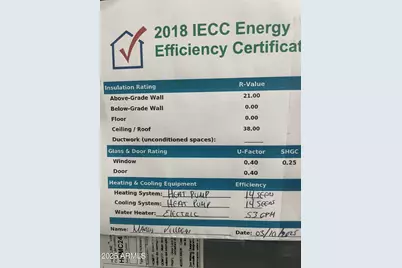 2018 IECC Energy
Efficiency Certificat
Insulation Rating R-Value
Above-Grade Wall 21.00
Below-Grade Wall 0.00
Floor 0.00
Ceiling / Roof 38.00
Ductwork (unconditioned spaces):
Glass & Door Rating U-Factor SHGC
Window 0.40 0.25
Door 0.40
Heating & Cooling Equipment Efficiency
Heating System: HEAT PUMP 14
Cooling System: HEAT PUMP 14
Water Heater: ELECTRIC
Name: Date:
2025 ARMLS